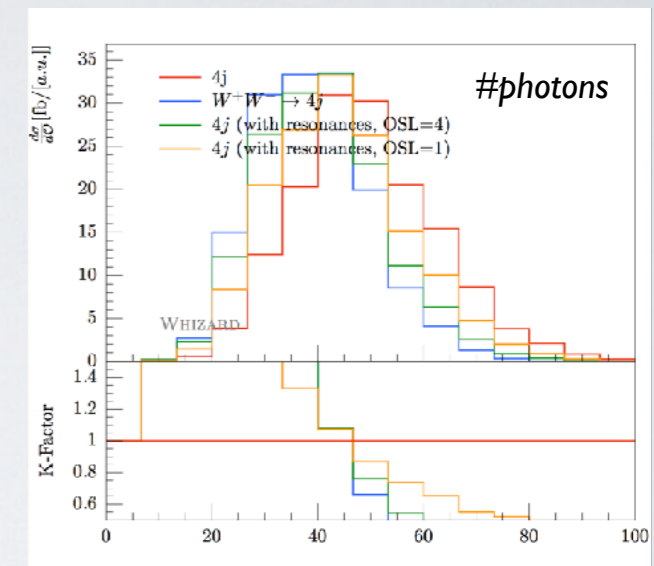 35
30
25
20
15
10
5
0
dσ/dO [fb/[a.u.]]
#photons
4j
W⁺W⁻ → 4j
4j (with resonances, OSL=4)
4j (with resonances, OSL=1)
WHIZARD
1.4
1.2
1
0.8
0.6
K-Factor
0 20 40 60 80 100